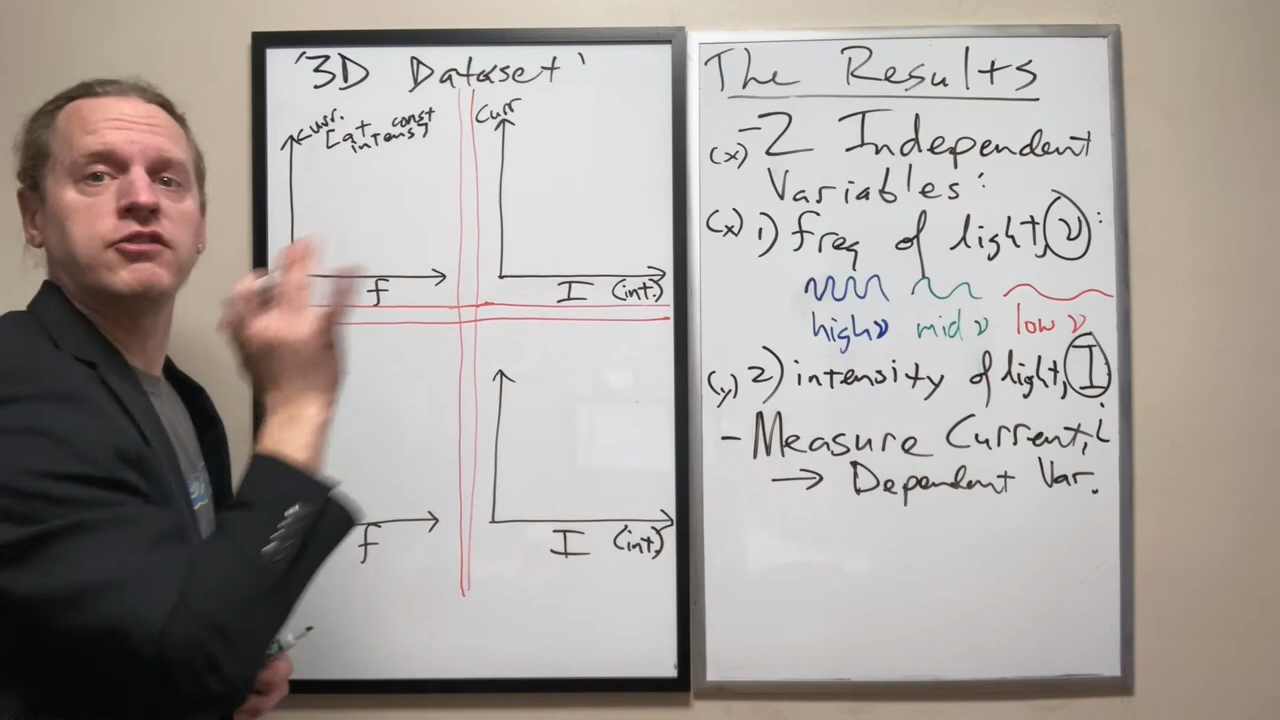 '3D Dataset'
Curr.
[at const
intens]
f
Curr
I (int.)
f
I (int.)
The Results
(x) - 2 Independent
Variables:
(x) 1) freq of light, ν:
high ν mid ν low ν
(y) 2) intensity of light, I
- Measure Current, i
→ Dependent Var.